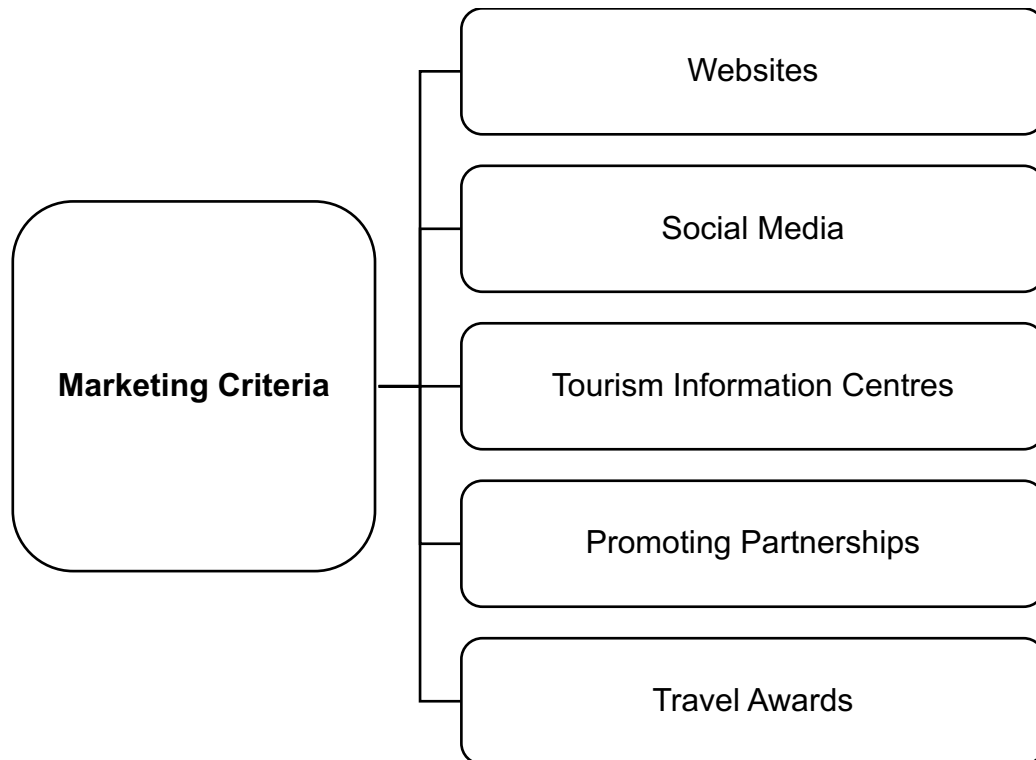 Websites
Social Media
Marketing Criteria
Tourism Information Centres
Promoting Partnerships
Travel Awards